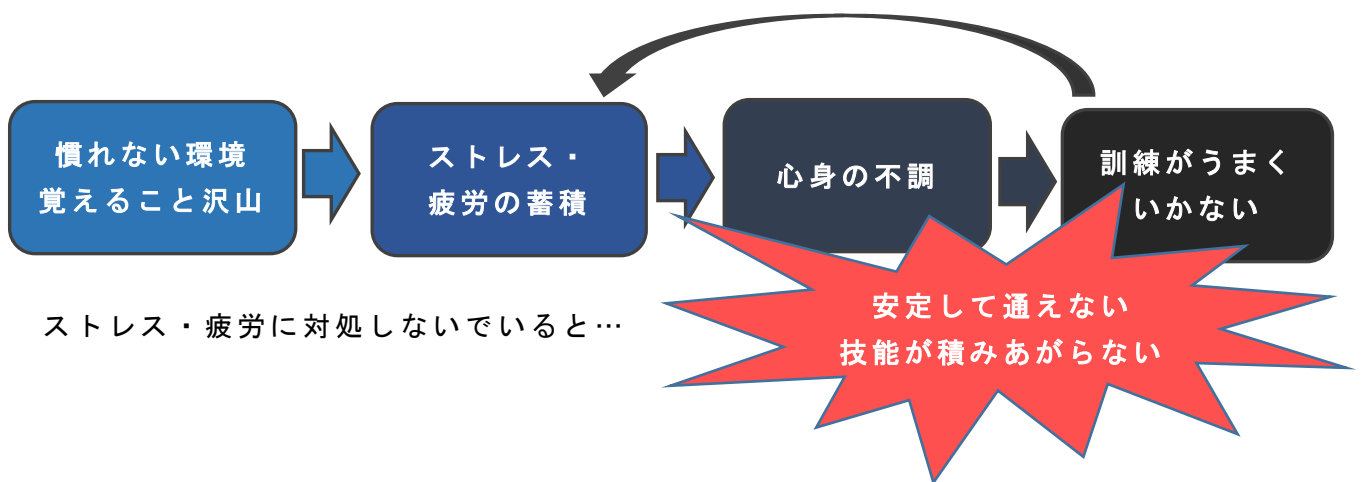 慣れない環境
覚えること沢山
ストレス・
疲労の蓄積
心身の不調
訓練がうまく
いかない
ストレス・疲労に対処しないでいると…
安定して通えない
技能が積みあがらない